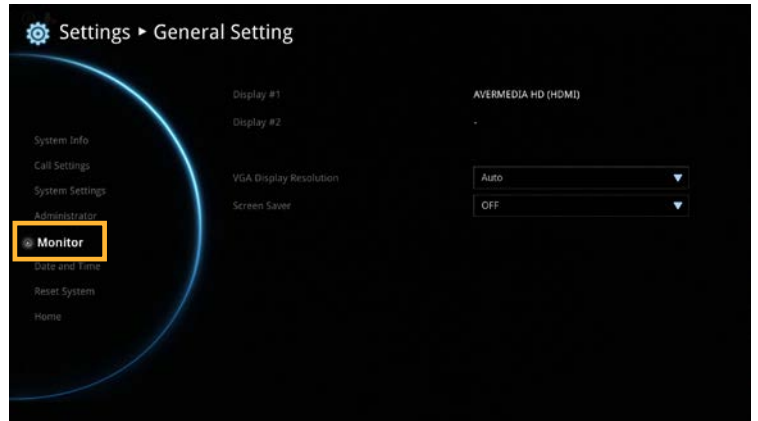 Settings ▸ General Setting
Display #1 AVERMEDIA HD (HDMI)
Display #2 -
System Info
Call Settings
VGA Display Resolution Auto
System Settings
Screen Saver OFF
Administrator
Monitor
Date and Time
Reset System
Home